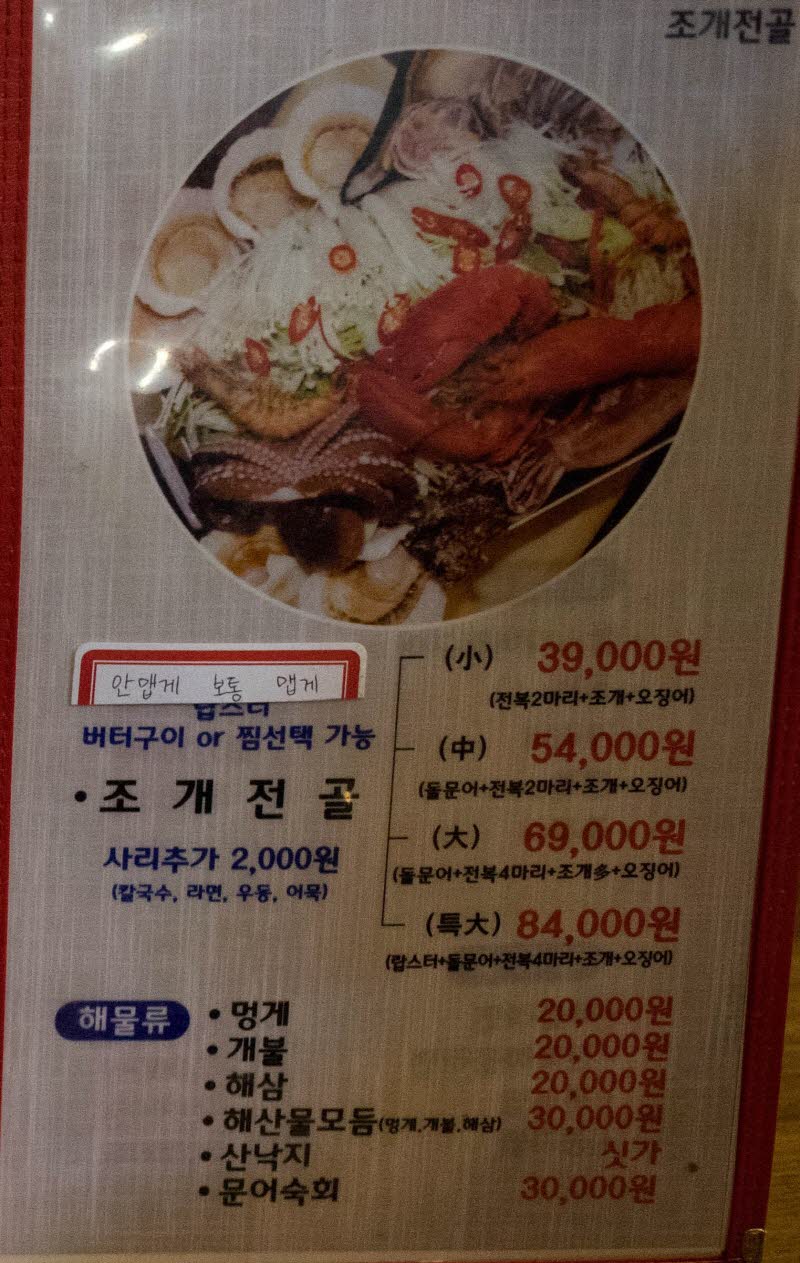 조개전골
안맵게 보통 맵게
랍스터
버터구이 or 찜선택 가능
• 조개전골
사리추가 2,000원
(칼국수, 라면, 우동, 어묵)
(小) 39,000원
(전복2마리+조개+오징어)
(中) 54,000원
(돌문어+전복2마리+조개+오징어)
(大) 69,000원
(돌문어+전복4마리+조개多+오징어)
(특大) 84,000원
(랍스터+돌문어+전복4마리+조개+오징어)
해물류
• 멍게 20,000원
• 개불 20,000원
• 해삼 20,000원
• 해산물모듬(멍게.개불.해삼) 30,000원
• 산낙지 싯가
• 문어숙회 30,000원